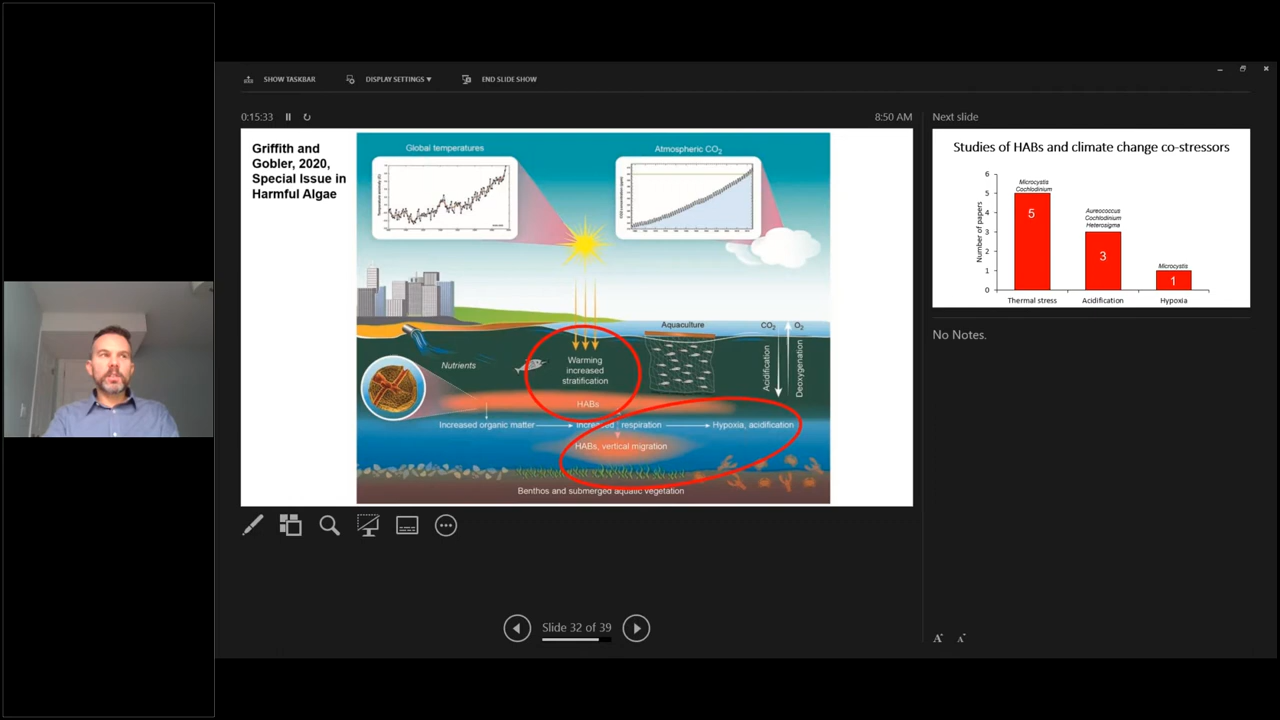 SHOW TASKBAR
DISPLAY SETTINGS ▾
END SLIDE SHOW
0:15:33
8:50 AM
Next slide
Griffith and
Gobler, 2020,
Special Issue in
Harmful Algae
Global temperatures
Atmospheric CO2
Aquaculture
CO2
O2
Acidification
Deoxygenation
Nutrients
Warming
increased
stratification
HABs
Increased organic matter
Increased respiration
Hypoxia, acidification
HABs, vertical migration
Benthos and submerged aquatic vegetation
Studies of HABs and climate change co-stressors
Number of papers
6
5
4
3
2
1
0
Microcystis
Cochlodinium
5
Aureococcus
Cochlodinium
Heterosigma
3
Microcystis
1
Thermal stress
Acidification
Hypoxia
No Notes.
Slide 32 of 39
A
A